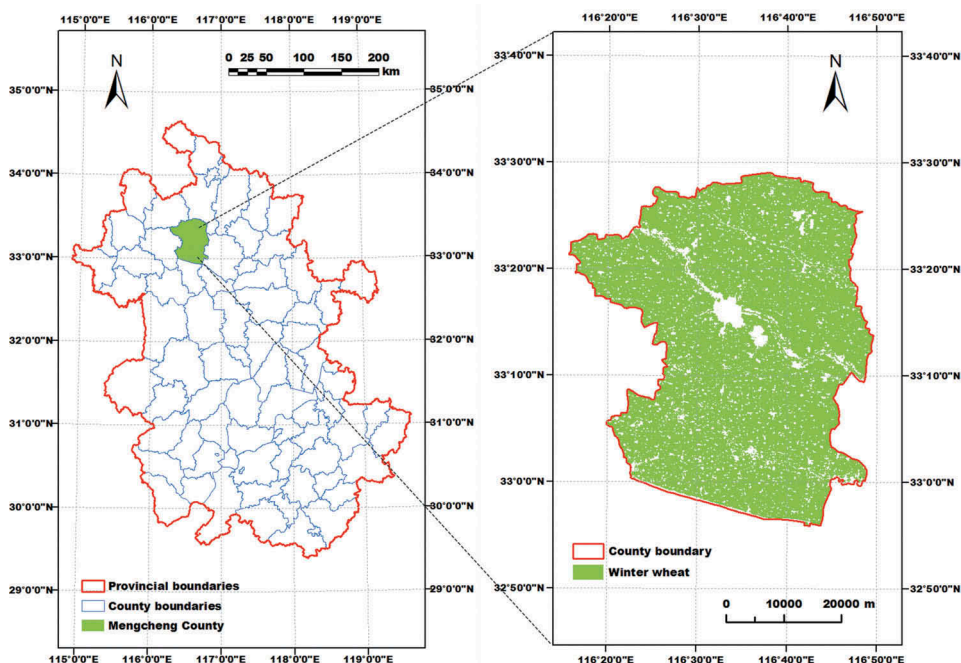 115°0'0"E 116°0'0"E 117°0'0"E 118°0'0"E 119°0'0"E
0 25 50 100 150 200
km
N
35°0'0"N 35°0'0"N
34°0'0"N 34°0'0"N
33°0'0"N 33°0'0"N
32°0'0"N 32°0'0"N
31°0'0"N 31°0'0"N
30°0'0"N 30°0'0"N
29°0'0"N 29°0'0"N
Provincial boundaries
County boundaries
Mengcheng County
115°0'0"E 116°0'0"E 117°0'0"E 118°0'0"E 119°0'0"E
116°20'0"E 116°30'0"E 116°40'0"E 116°50'0"E
33°40'0"N 33°40'0"N
N
33°30'0"N 33°30'0"N
33°20'0"N 33°20'0"N
33°10'0"N 33°10'0"N
33°0'0"N 33°0'0"N
County boundary
Winter wheat
32°50'0"N 32°50'0"N
0 10000 20000 m
116°20'0"E 116°30'0"E 116°40'0"E 116°50'0"E